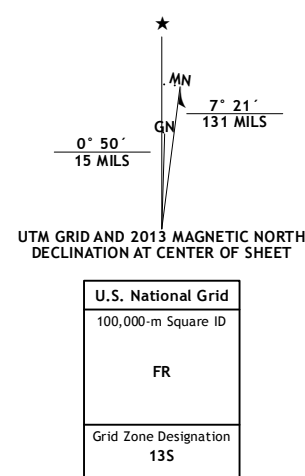 ★
MN
GN
7° 21´
131 MILS
0° 50´
15 MILS
UTM GRID AND 2013 MAGNETIC NORTH
DECLINATION AT CENTER OF SHEET
U.S. National Grid
100,000-m Square ID
FR
Grid Zone Designation
13S